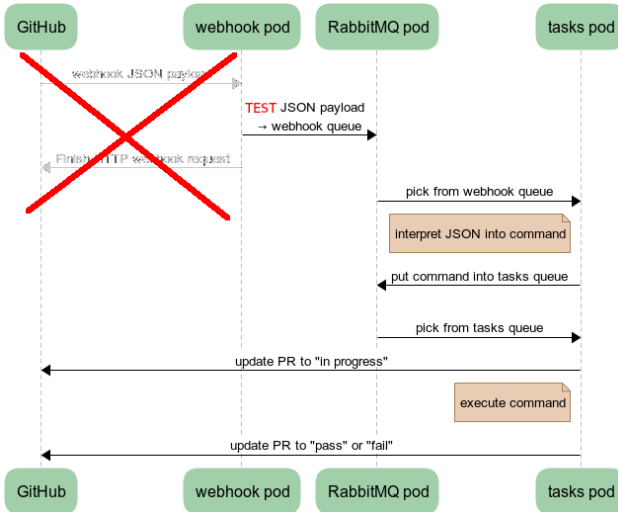 GitHub
webhook pod
RabbitMQ pod
tasks pod
webhook JSON payload
TEST JSON payload
→ webhook queue
Finish HTTP webhook request
pick from webhook queue
interpret JSON into command
put command into tasks queue
pick from tasks queue
update PR to "in progress"
execute command
update PR to "pass" or "fail"
GitHub
webhook pod
RabbitMQ pod
tasks pod